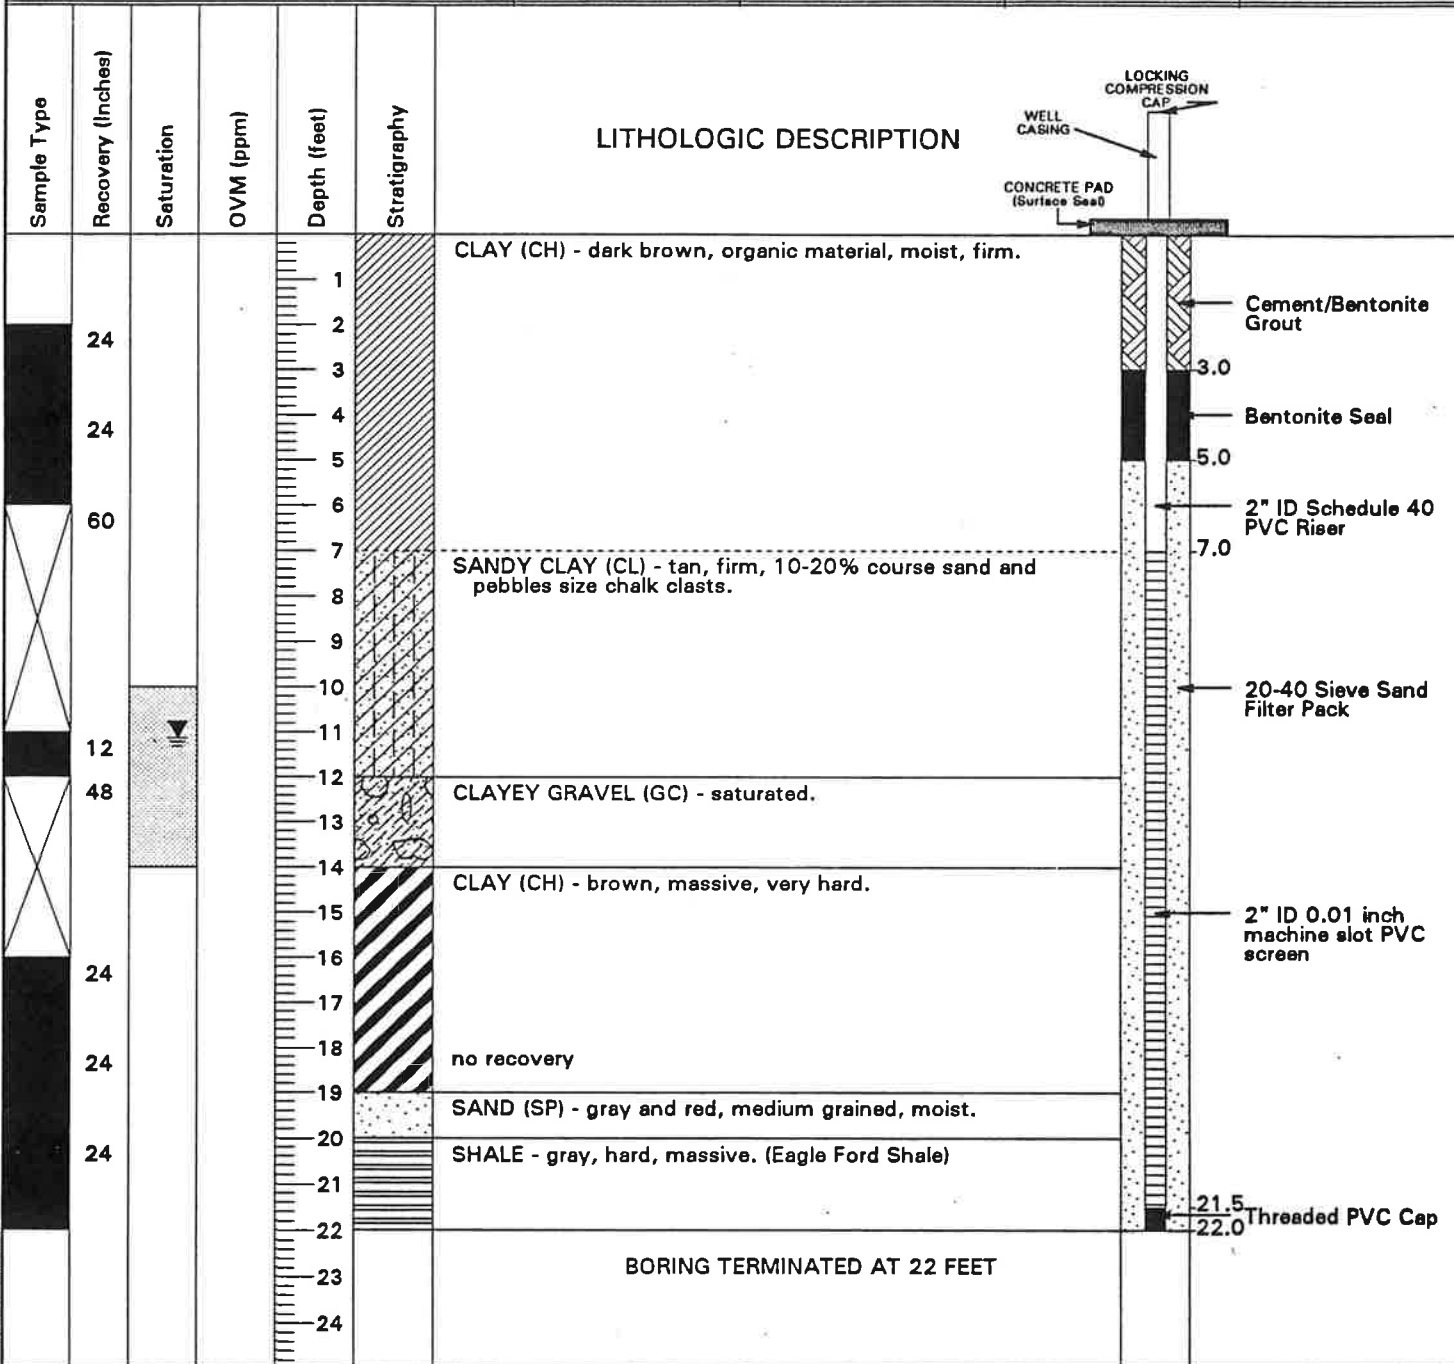 Sample Type
Recovery (Inches)
Saturation
OVM (ppm)
Depth (feet)
Stratigraphy
LITHOLOGIC DESCRIPTION
LOCKING
COMPRESSION
CAP
WELL
CASING
CONCRETE PAD
(Surface Seal)
CLAY (CH) - dark brown, organic material, moist, firm.
1
Cement/Bentonite
Grout
2
24
3
3.0
4
Bentonite Seal
24
5
5.0
6
2" ID Schedule 40
PVC Riser
60
7
7.0
SANDY CLAY (CL) - tan, firm, 10-20% course sand and
pebbles size chalk clasts.
8
9
10
20-40 Sieve Sand
Filter Pack
11
12
12
48
CLAYEY GRAVEL (GC) - saturated.
13
14
CLAY (CH) - brown, massive, very hard.
15
2" ID 0.01 inch
machine slot PVC
screen
16
24
17
18
24
no recovery
19
SAND (SP) - gray and red, medium grained, moist.
20
24
SHALE - gray, hard, massive. (Eagle Ford Shale)
21
21.5
Threaded PVC Cap
22
22.0
BORING TERMINATED AT 22 FEET
23
24